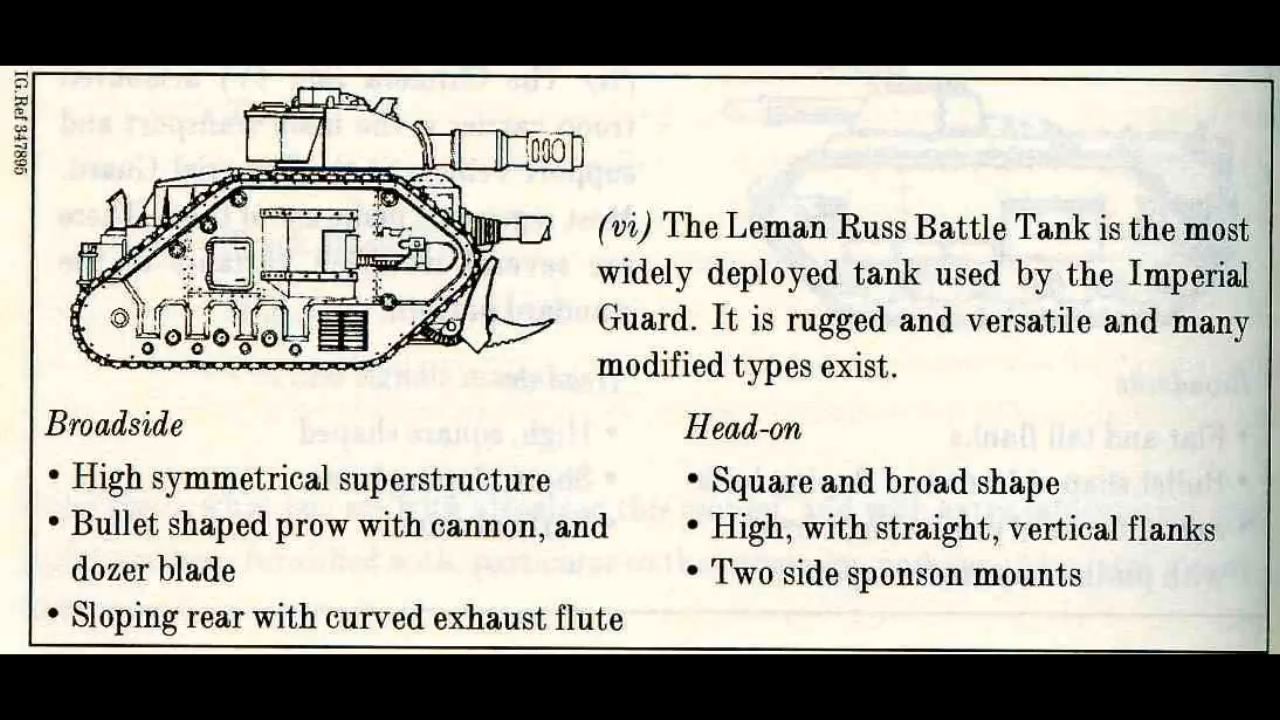 IG.Ref 347895
(vi) The Leman Russ Battle Tank is the most
widely deployed tank used by the Imperial
Guard. It is rugged and versatile and many
modified types exist.
Broadside
• High symmetrical superstructure
• Bullet shaped prow with cannon, and
dozer blade
• Sloping rear with curved exhaust flute
Head-on
• Square and broad shape
• High, with straight, vertical flanks
• Two side sponson mounts